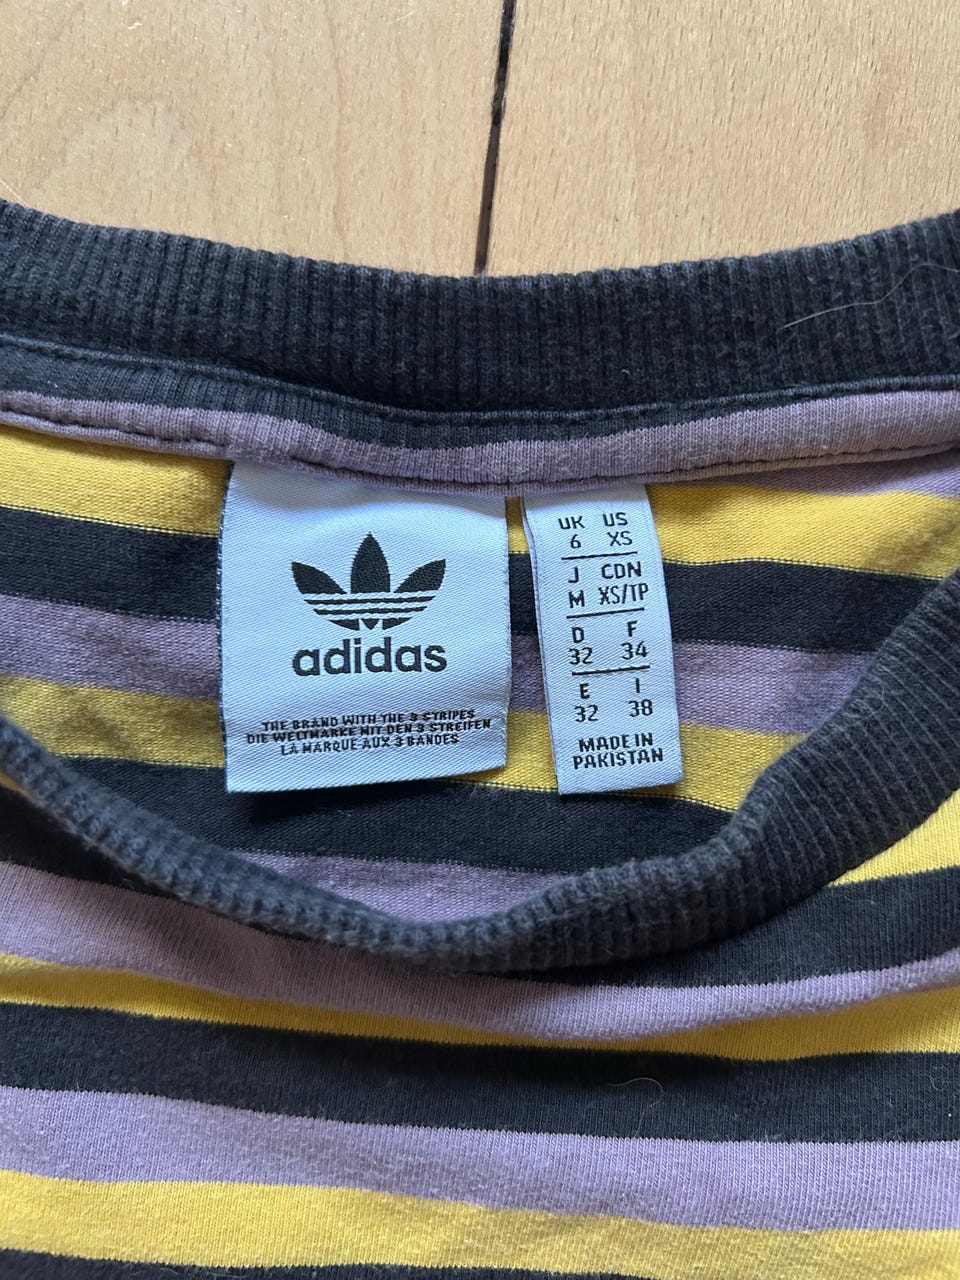 adidas
THE BRAND WITH THE 3 STRIPES
DIE WELTMARKE MIT DEN 3 STREIFEN
LA MARQUE AUX 3 BANDES
UK US
6 XS
J CDN
M XS/TP
D F
32 34
E I
32 38
MADE IN
PAKISTAN